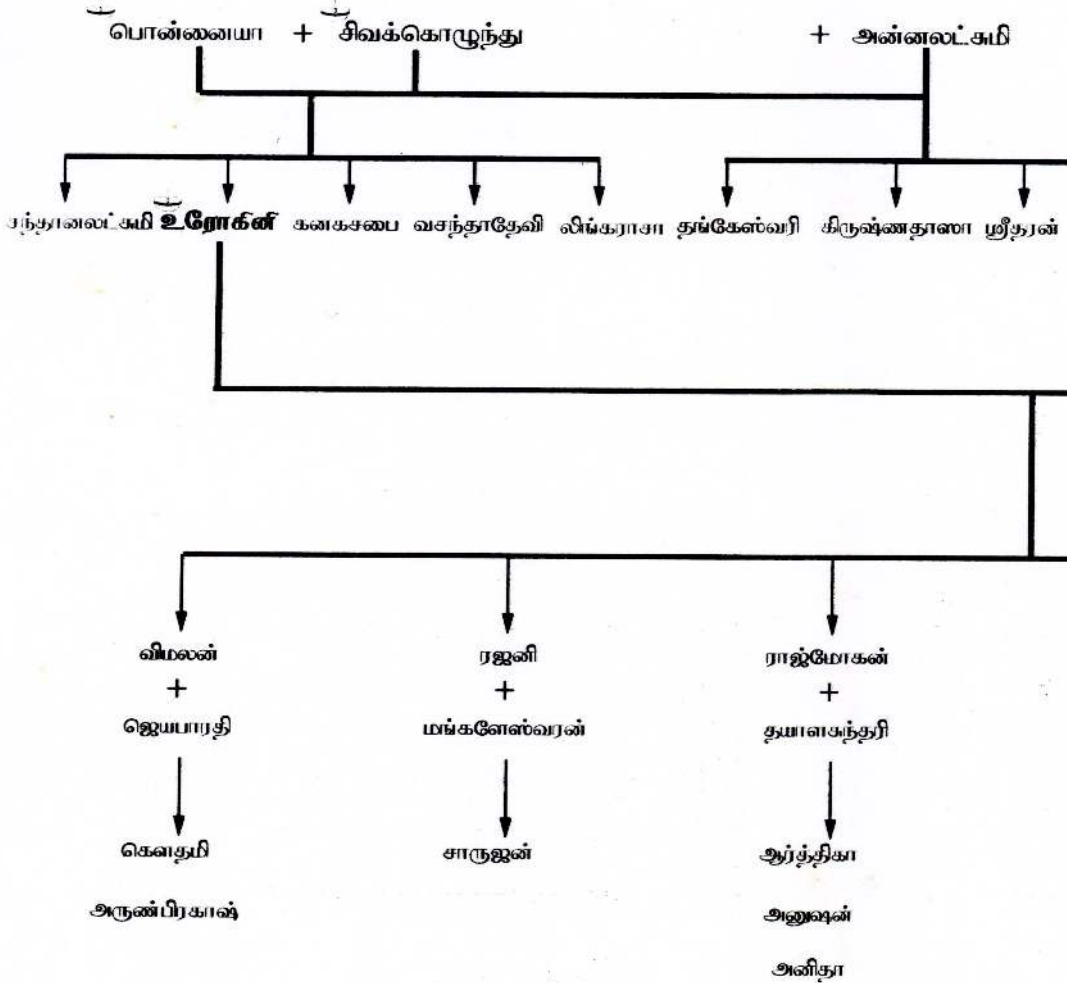 பொன்னையா + சிவக்கொழுந்து + அன்னலட்சுமி
சந்தானலட்சுமி உரோகினி கனகசபை வசந்தாதேவி லிங்கராசா தங்கேஸ்வரி கிருஷ்ணதாஸா ஸ்ரீதரன்
விமலன் ரஜனி ராஜ்மோகன்
+ + +
ஜெயபாரதி மங்களேஸ்வரன் தயாளசுந்தரி
கௌதமி சாருஜன் ஆர்த்திகா
அருண்பிரகாஷ் அனுஷன்
அனிதா